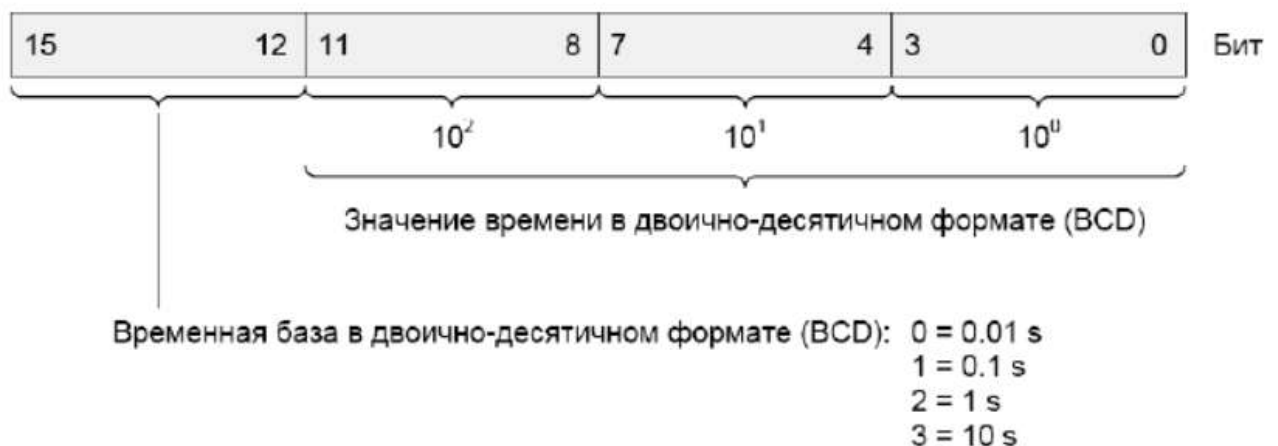 15 12 11 8 7 4 3 0 Бит
10² 10¹ 10⁰
Значение времени в двоично-десятичном формате (BCD)
Временная база в двоично-десятичном формате (BCD): 0 = 0.01 s
1 = 0.1 s
2 = 1 s
3 = 10 s